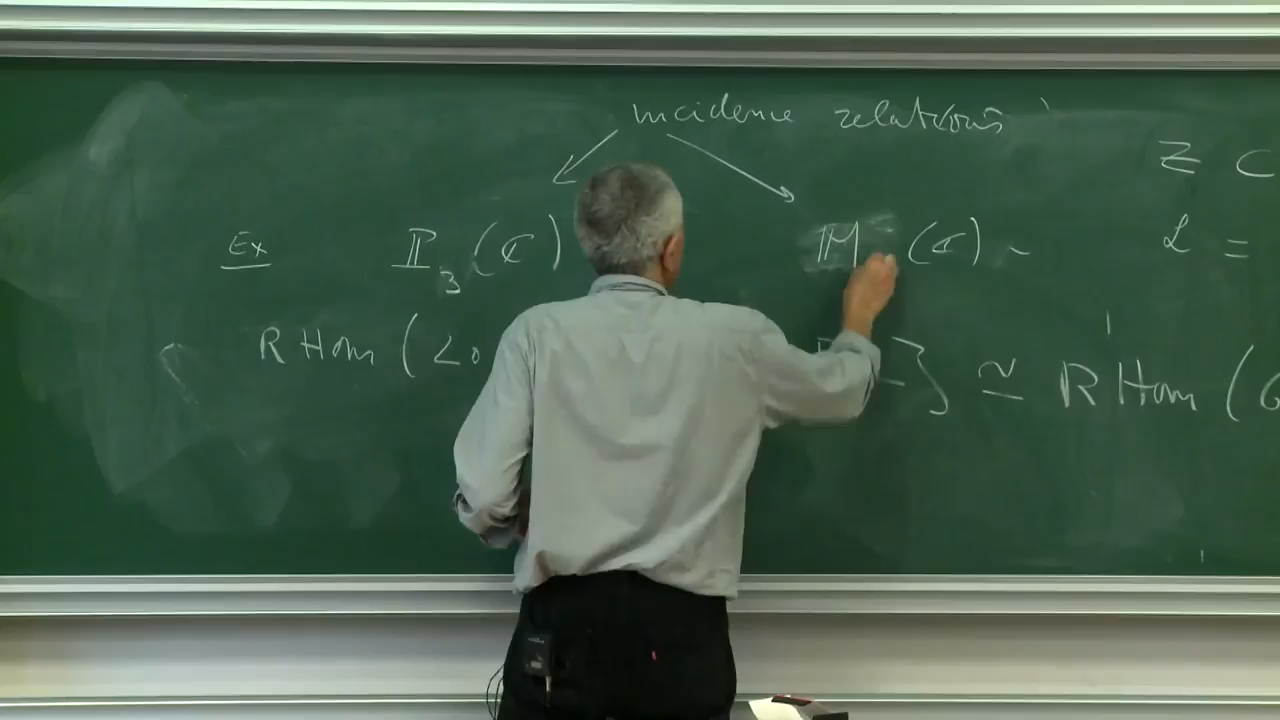 incidence relations
Z ⊂
Ex ℙ₃(ℂ) 𝕄 (ℂ) ~ ℒ =
RHom (L₀ } ≃ RHom (